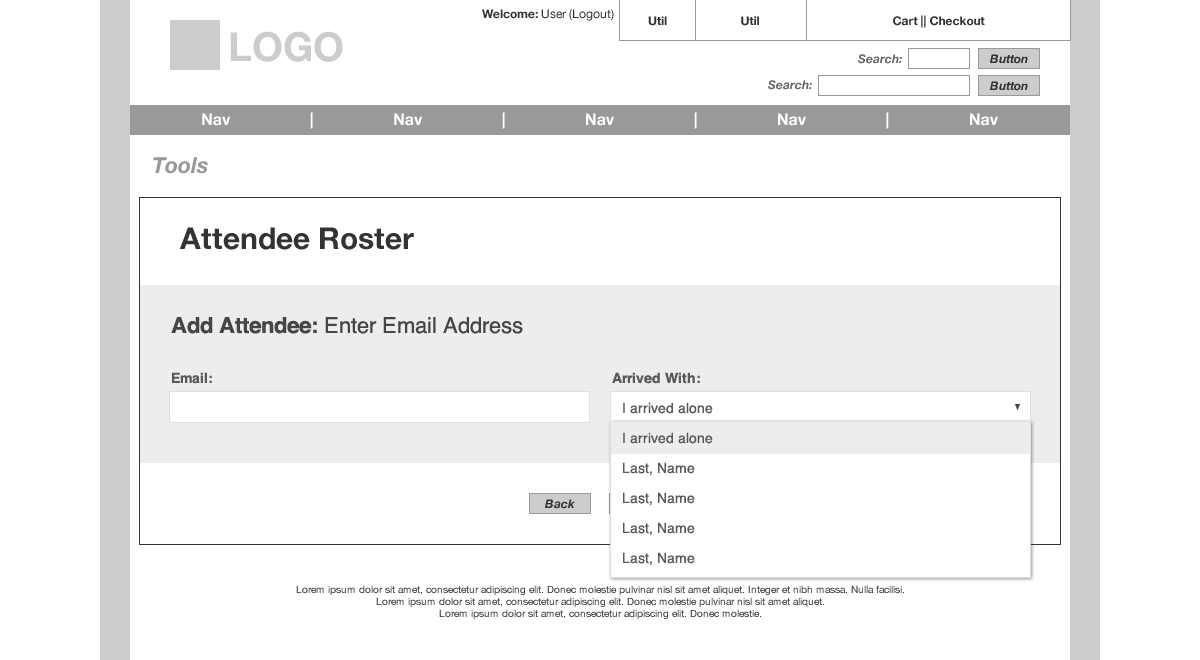 Welcome: User (Logout)
Util
Util
Cart || Checkout
LOGO
Search:
Button
Search:
Button
Nav | Nav | Nav | Nav | Nav
Tools
Attendee Roster
Add Attendee: Enter Email Address
Email:
Arrived With:
I arrived alone
I arrived alone
Last, Name
Last, Name
Last, Name
Last, Name
Back
Lorem ipsum dolor sit amet, consectetur adipiscing elit. Donec molestie pulvinar nisl sit amet aliquet. Integer et nibh massa. Nulla facilisi.
Lorem ipsum dolor sit amet, consectetur adipiscing elit. Donec molestie pulvinar nisl sit amet aliquet.
Lorem ipsum dolor sit amet, consectetur adipiscing elit. Donec molestie.